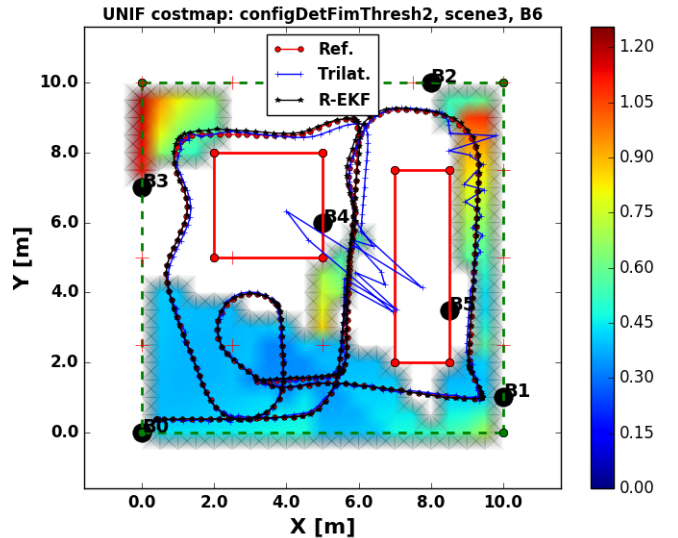 UNIF costmap: configDetFimThresh2, scene3, B6
Ref.
Trilat.
R-EKF
B2
B3
B4
B5
B1
B0
10.0
8.0
6.0
4.0
2.0
0.0
Y [m]
0.0 2.0 4.0 6.0 8.0 10.0
X [m]
1.20
1.05
0.90
0.75
0.60
0.45
0.30
0.15
0.00